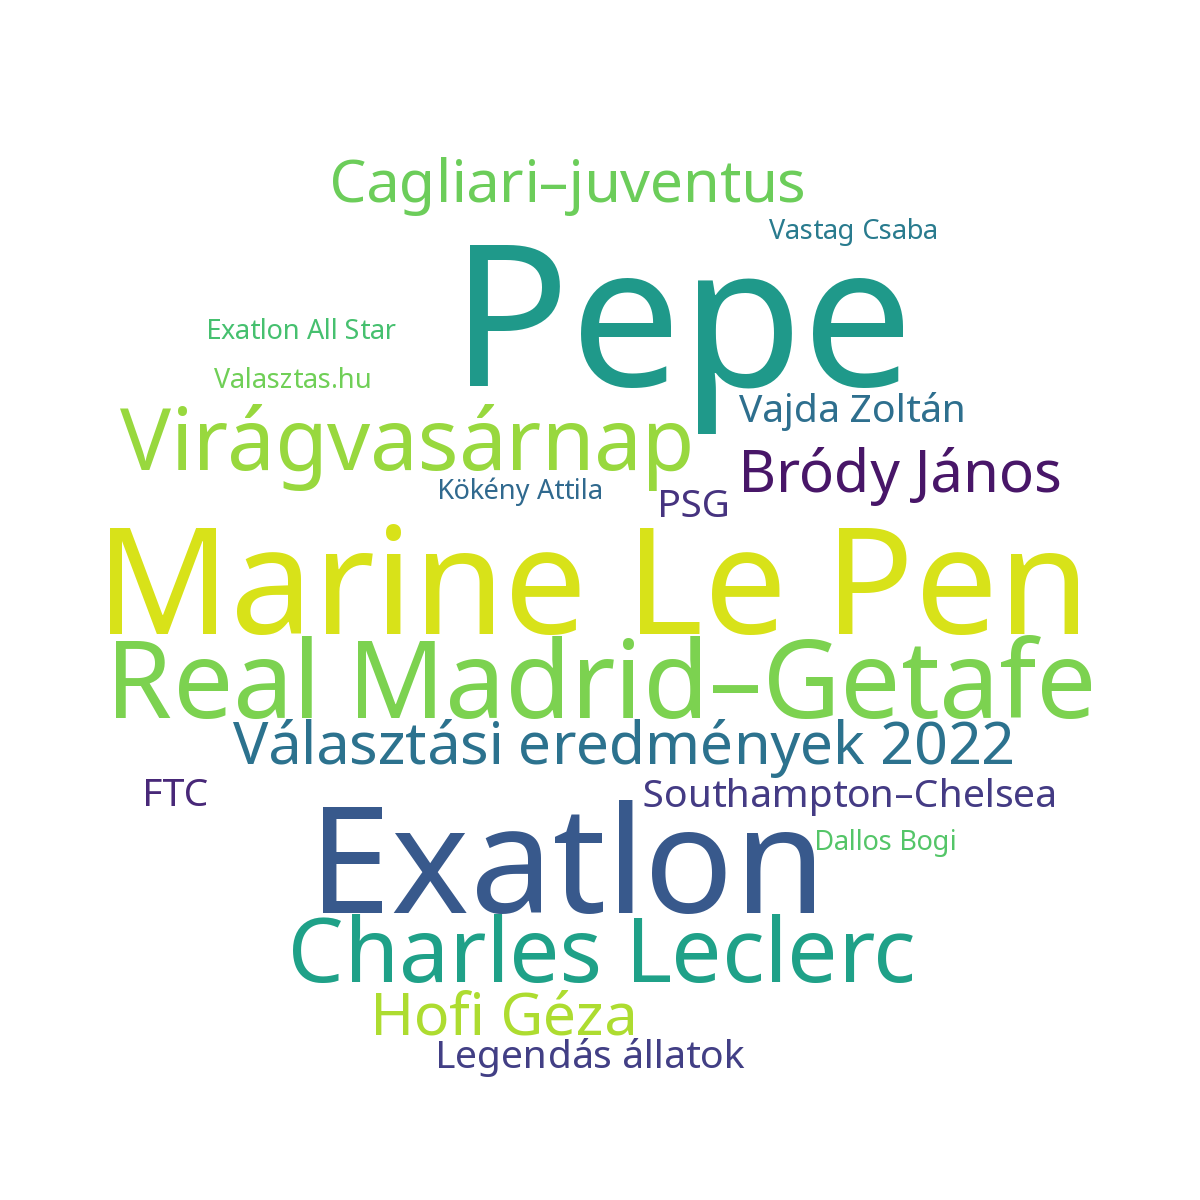 Cagliari–juventus
Vastag Csaba
Pepe
Exatlon All Star
Valasztas.hu
Vajda Zoltán
Virágvasárnap
Bródy János
Kökény Attila
PSG
Marine Le Pen
Real Madrid–Getafe
Választási eredmények 2022
FTC
Southampton–Chelsea
Exatlon
Dallos Bogi
Charles Leclerc
Hofi Géza
Legendás állatok